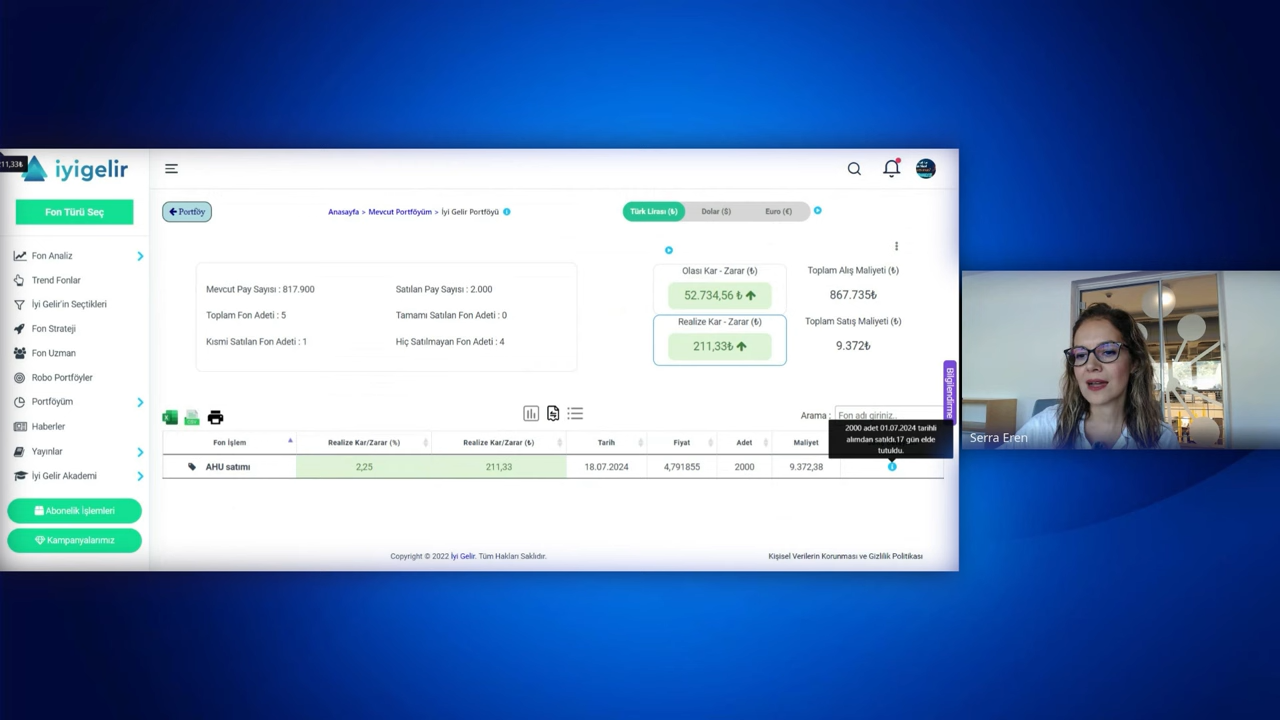 211,33₺
iyigelir
Fon Türü Seç
Fon Analiz
Trend Fonlar
İyi Gelir'in Seçtikleri
Fon Strateji
Fon Uzman
Robo Portföyler
Portföyüm
Haberler
Yayınlar
İyi Gelir Akademi
Abonelik İşlemleri
Kampanyalarımız
Portföy
Anasayfa > Mevcut Portföyüm > İyi Gelir Portföyü
Türk Lirası (₺) Dolar ($) Euro (€)
Mevcut Pay Sayısı : 817.900 Satılan Pay Sayısı : 2.000
Toplam Fon Adeti : 5 Tamamı Satılan Fon Adeti : 0
Kısmi Satılan Fon Adeti : 1 Hiç Satılmayan Fon Adeti : 4
Olası Kar - Zarar (₺) Toplam Alış Maliyeti (₺)
52.734,56 ₺ 867.735₺
Realize Kar - Zarar (₺) Toplam Satış Maliyeti (₺)
211,33₺ 9.372₺
Bilgilendirme
Arama : Fon adı giriniz..
2000 adet 01.07.2024 tarihli
alımdan satıldı.17 gün elde
tutuldu.
Fon İşlem Realize Kar/Zarar (%) Realize Kar/Zarar (₺) Tarih Fiyat Adet Maliyet
AHU satımı 2,25 211,33 18.07.2024 4,791855 2000 9.372,38
Copyright © 2022 İyi Gelir. Tüm Hakları Saklıdır. Kişisel Verilerin Korunması ve Gizlilik Politikası
Serra Eren